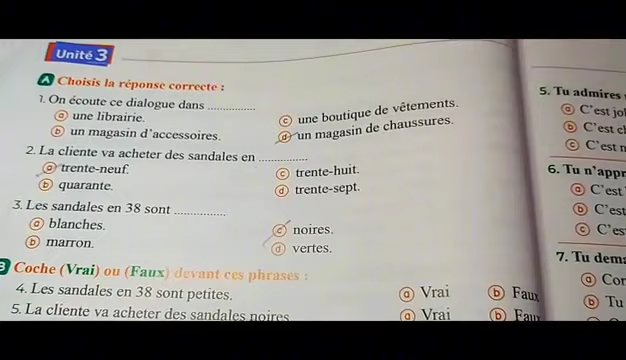 Unité 3
A Choisis la réponse correcte :
1. On écoute ce dialogue dans ..............
a une librairie.
c une boutique de vêtements.
b un magasin d'accessoires.
d un magasin de chaussures.
2. La cliente va acheter des sandales en ..............
a trente-neuf.
c trente-huit.
b quarante.
d trente-sept.
3. Les sandales en 38 sont ..............
a blanches.
c noires.
b marron.
d vertes.
B Coche (Vrai) ou (Faux) devant ces phrases :
4. Les sandales en 38 sont petites.
a Vrai b Faux
5. La cliente va acheter des sandales noires
a Vrai b Faux
5. Tu admires
a C'est
b C'est
c C'est
6. Tu n'
a C'est
b C'est
c C'es
7. Tu
a
b Tu